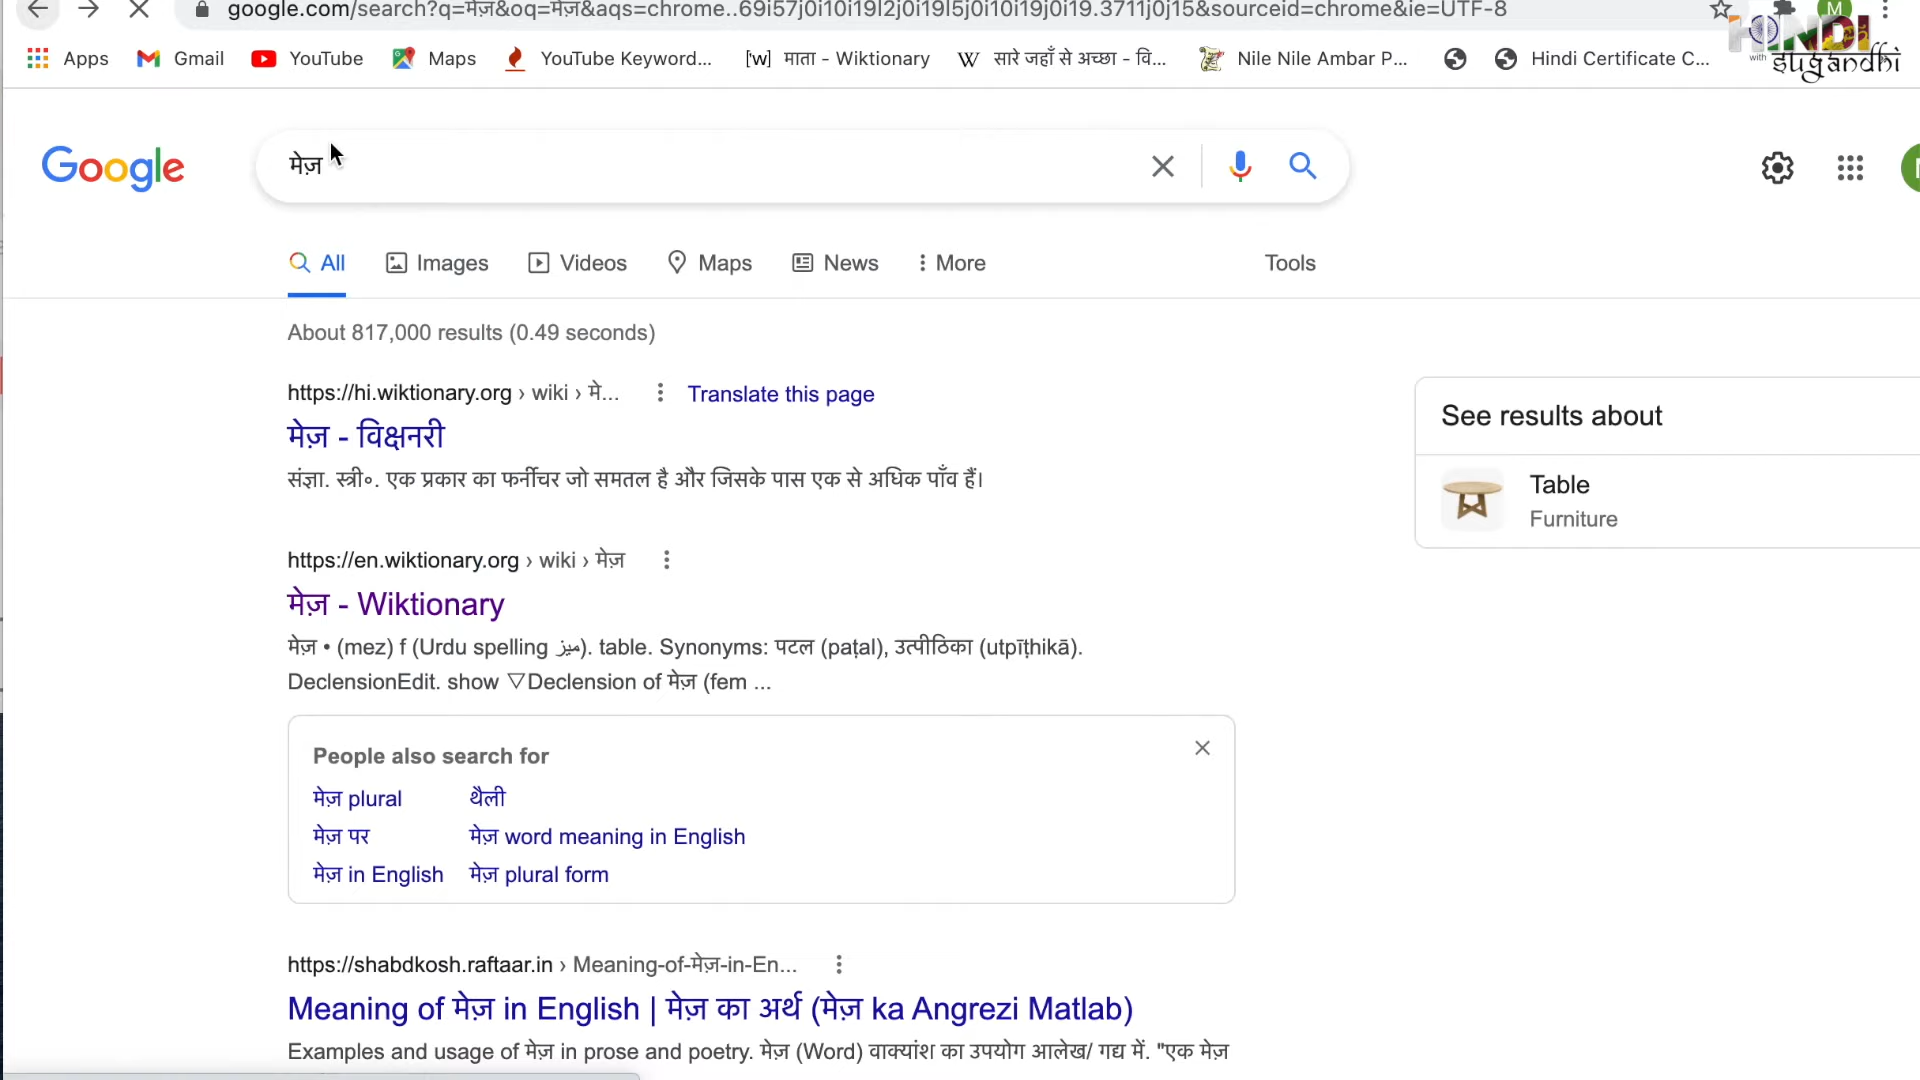 google.com/search?q=मेज़&oq=मेज़&aqs=chrome..69i57j0i10i19l2j0i19l5j0i10i19j0i19.3711j0j15&sourceid=chrome&ie=UTF-8
M
HINDI
with sugandhi
Apps Gmail YouTube Maps YouTube Keyword... ['w] माता - Wiktionary W सारे जहाँ से अच्छा - वि... Nile Nile Ambar P... Hindi Certificate C...
Google
मेज़
All Images Videos Maps News More Tools
About 817,000 results (0.49 seconds)
https://hi.wiktionary.org › wiki › मे... Translate this page
मेज़ - विक्षनरी
संज्ञा. स्त्री॰. एक प्रकार का फर्नीचर जो समतल है और जिसके पास एक से अधिक पाँव हैं।
See results about
Table
Furniture
https://en.wiktionary.org › wiki › मेज़
मेज़ - Wiktionary
मेज़ • (mez) f (Urdu spelling میز). table. Synonyms: पटल (paṭal), उत्पीठिका (utpīṭhikā).
DeclensionEdit. show ▽Declension of मेज़ (fem ...
People also search for
मेज़ plural थैली
मेज़ पर मेज़ word meaning in English
मेज़ in English मेज़ plural form
https://shabdkosh.raftaar.in › Meaning-of-मेज़-in-En...
Meaning of मेज़ in English | मेज़ का अर्थ (मेज़ ka Angrezi Matlab)
Examples and usage of मेज़ in prose and poetry. मेज़ (Word) वाक्यांश का उपयोग आलेख/ गद्य में. "एक मेज़